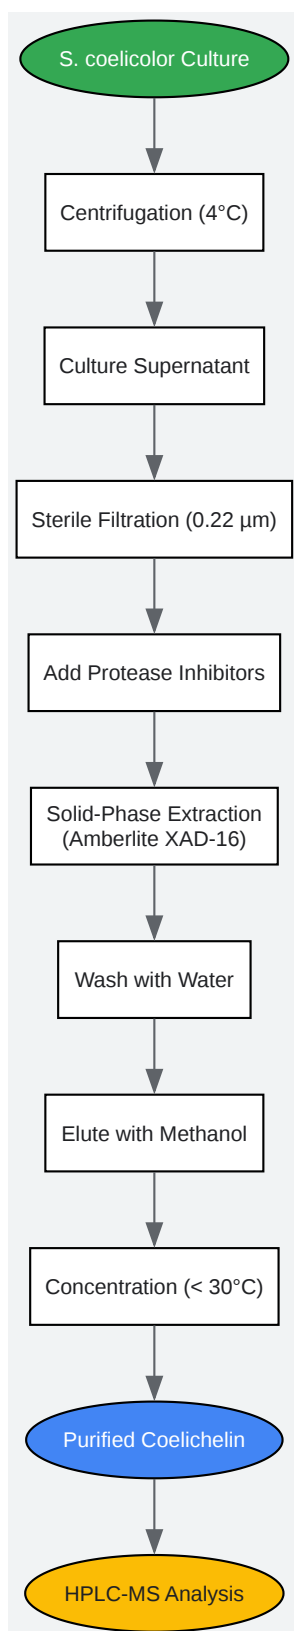 S. coelicolor Culture
Centrifugation (4°C)
Culture Supernatant
Sterile Filtration (0.22 µm)
Add Protease Inhibitors
Solid-Phase Extraction
(Amberlite XAD-16)
Wash with Water
Elute with Methanol
Concentration (< 30°C)
Purified Coelichelin
HPLC-MS Analysis